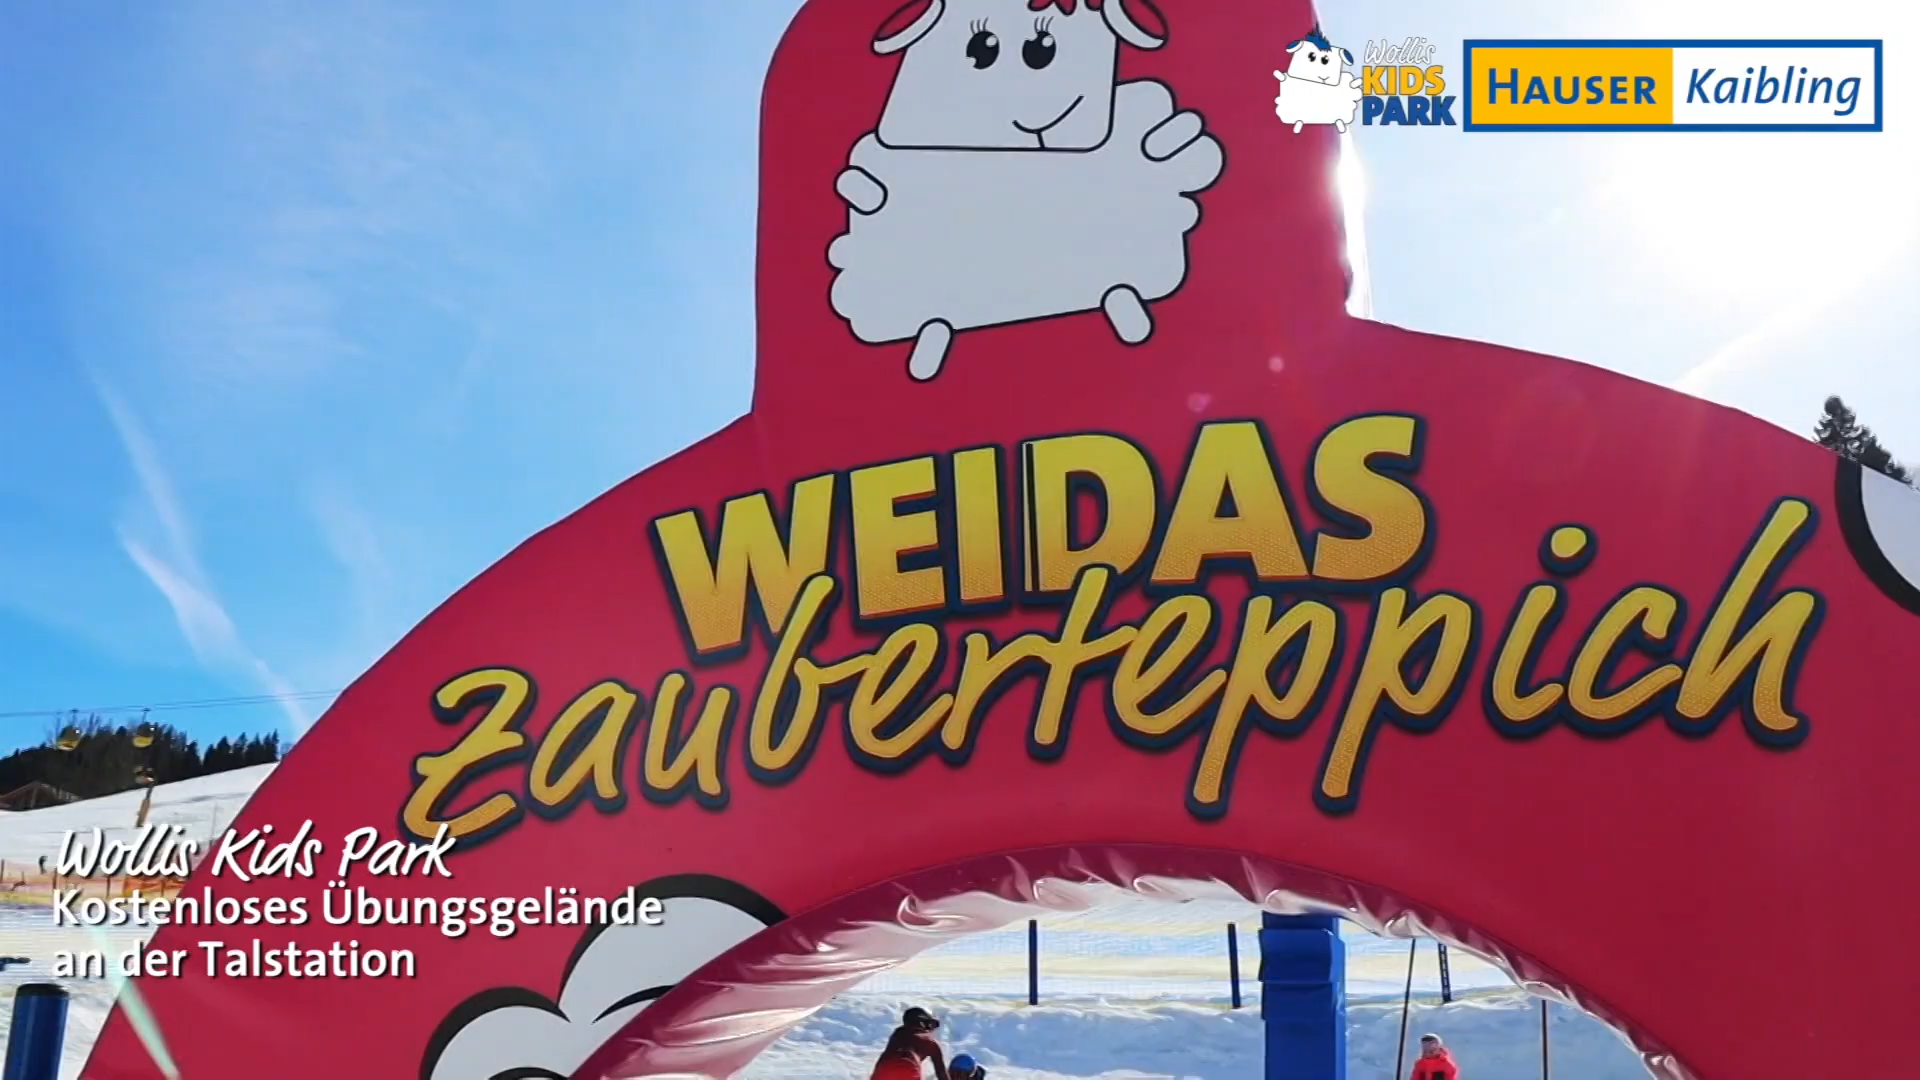 Wollis
KIDS
PARK
HAUSER Kaibling
WEIDAS
Zauberteppich
Wollis Kids Park
Kostenloses Übungsgelände
an der Talstation